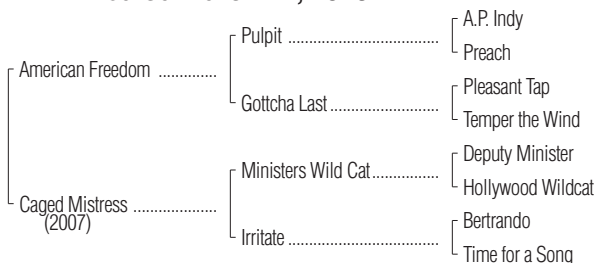 A.P. Indy
Pulpit
Preach
American Freedom
Pleasant Tap
Gottcha Last
Temper the Wind
Deputy Minister
Ministers Wild Cat
Hollywood Wildcat
Caged Mistress
(2007)
Bertrando
Irritate
Time for a Song